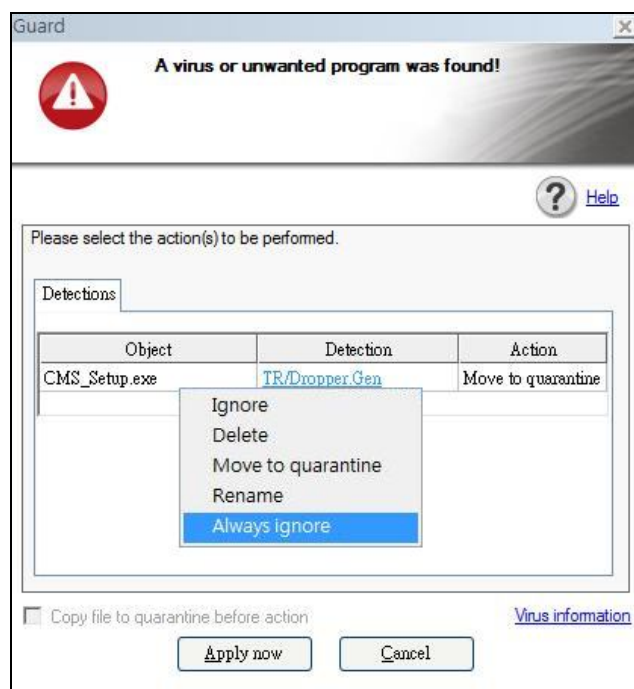 Guard
A virus or unwanted program was found!
Help
Please select the action(s) to be performed.
Detections
Object Detection Action
CMS_Setup.exe TR/Dropper.Gen Move to quarantine
Ignore
Delete
Move to quarantine
Rename
Always ignore
Copy file to quarantine before action Virus information
Apply now Cancel